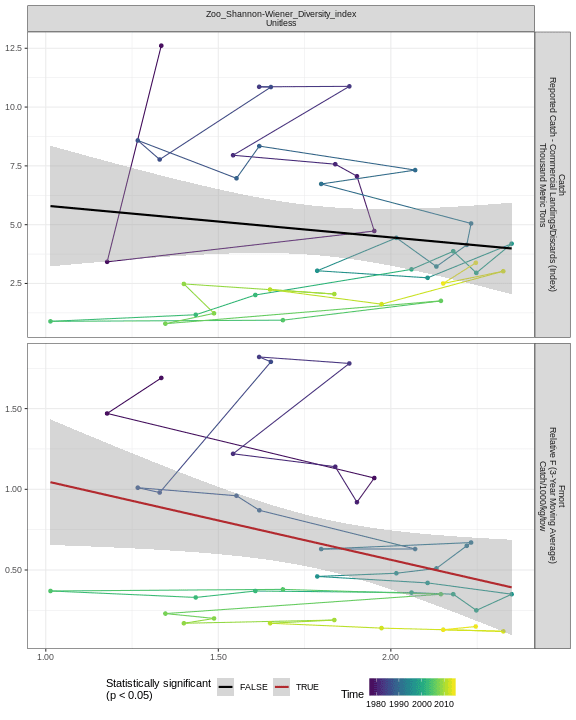 Zoo_Shannon-Wiener_Diversity_index
Unitless
12.5
10.0
7.5
5.0
2.5
Catch
Reported Catch - Commercial Landings/Discards (Index)
Thousand Metric Tons
1.50
1.00
0.50
Fmort
Relative F (3-Year Moving Average)
Catch/1000/kg/tow
1.00
1.50
2.00
Statistically significant
(p < 0.05)
FALSE
TRUE
Time
1980 1990 2000 2010